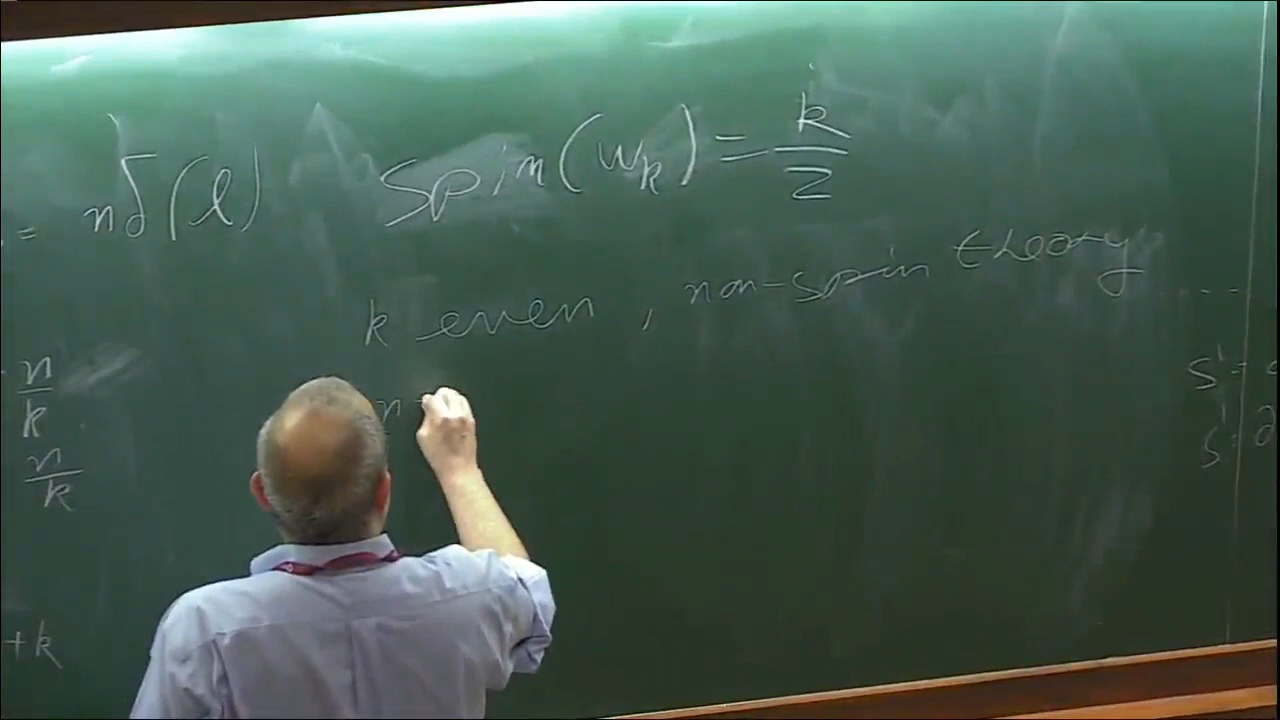 = nδ(l) Spin(w_k) = k/2
k even, non-spin theory
n/k
n/k
n
+k
s' =
s' = ∂